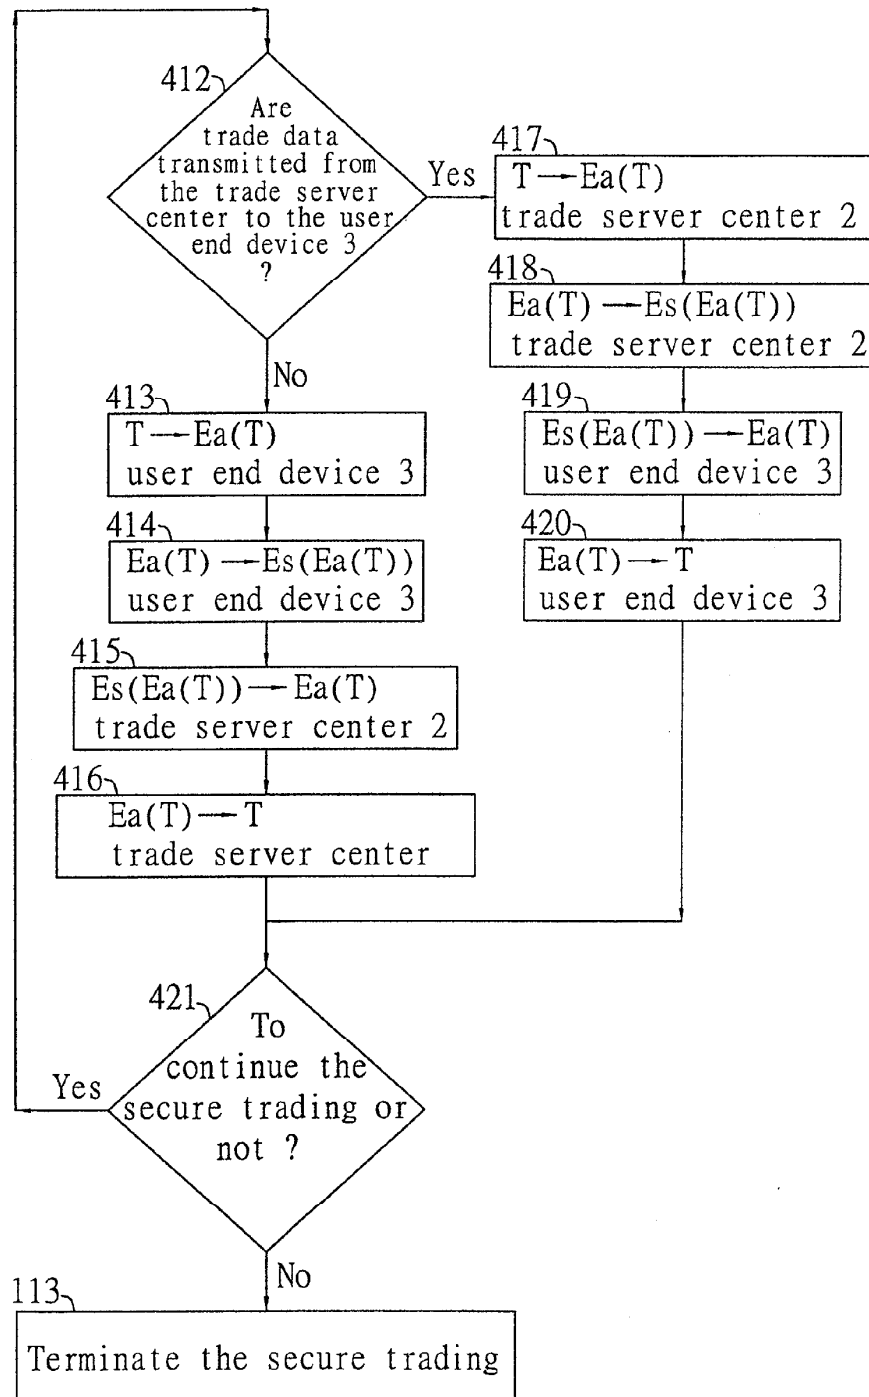 412
Are
trade data
transmitted from
the trade server
center to the user
end device 3
?
Yes
417
T → Ea(T)
trade server center 2
418
Ea(T) → Es(Ea(T))
trade server center 2
419
Es(Ea(T)) → Ea(T)
user end device 3
420
Ea(T) → T
user end device 3
No
413
T → Ea(T)
user end device 3
414
Ea(T) → Es(Ea(T))
user end device 3
415
Es(Ea(T)) → Ea(T)
trade server center 2
416
Ea(T) → T
trade server center
421
To
continue the
secure trading or
not ?
Yes
No
113
Terminate the secure trading